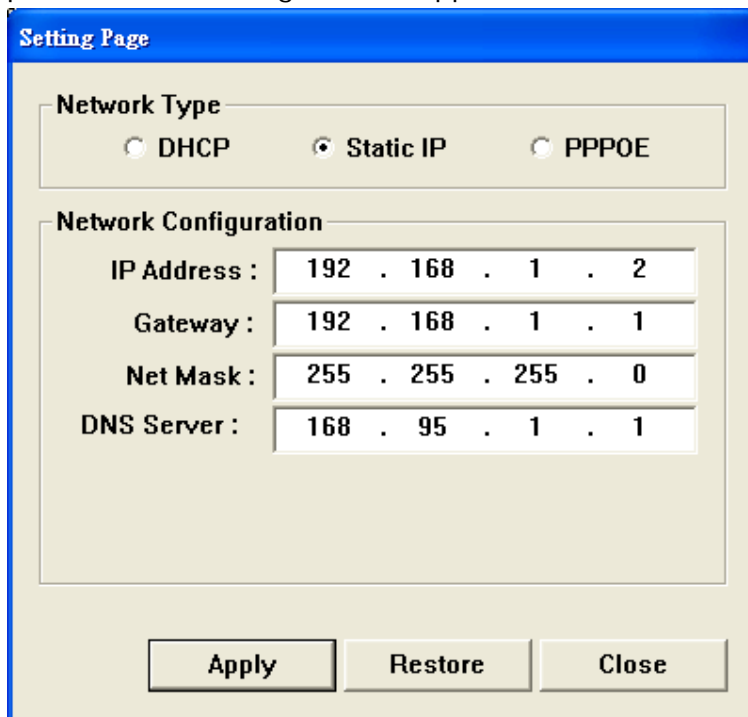 Setting Page
Network Type
DHCP Static IP PPPOE
Network Configuration
IP Address : 192 . 168 . 1 . 2
Gateway : 192 . 168 . 1 . 1
Net Mask : 255 . 255 . 255 . 0
DNS Server : 168 . 95 . 1 . 1
Apply Restore Close